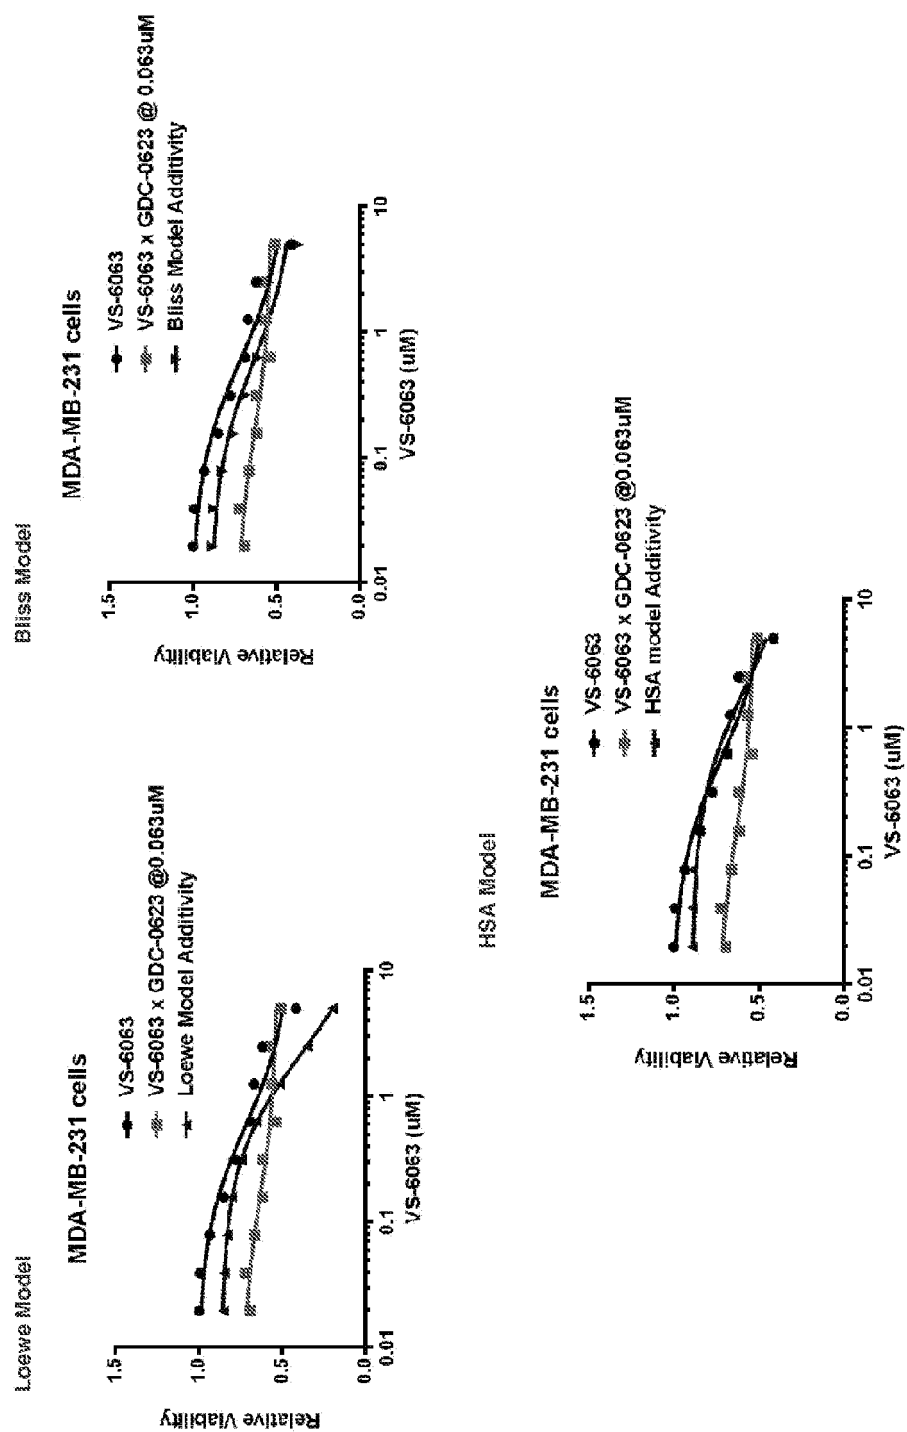 Loewe Model
MDA-MB-231 cells
VS-6063
VS-6063 x GDC-0623 @0.063uM
Loewe Model Additivity
Relative Viability
1.5
1.0
0.5
0.0
0.01
0.1
1
10
VS-6063 (uM)
Bliss Model
MDA-MB-231 cells
VS-6063
VS-6063 x GDC-0623 @ 0.063uM
Bliss Model Additivity
Relative Viability
1.5
1.0
0.5
0.0
0.01
0.1
1
10
VS-6063 (uM)
HSA Model
MDA-MB-231 cells
VS-6063
VS-6063 x GDC-0623 @0.063uM
HSA model Additivity
Relative Viability
1.5
1.0
0.5
0.0
0.01
0.1
1
10
VS-6063 (uM)